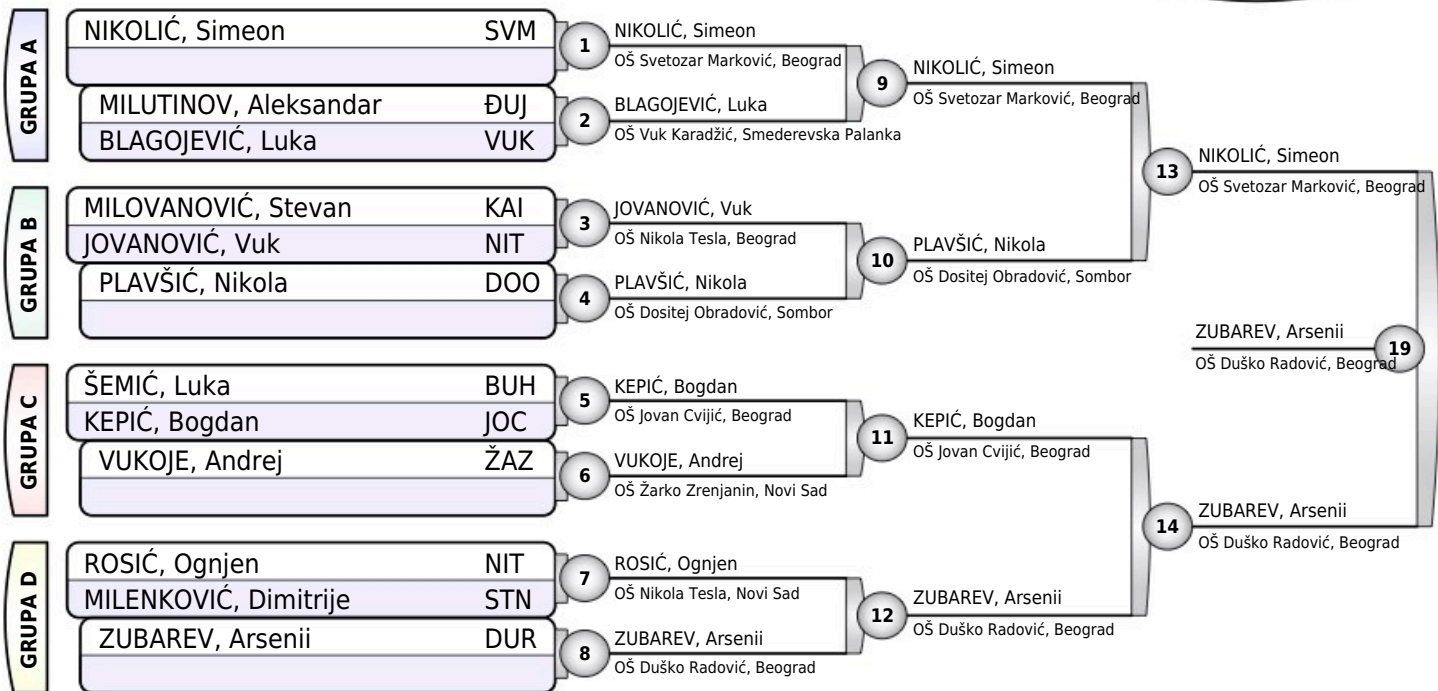 GRUPA A
NIKOLIĆ, Simeon SVM
MILUTINOV, Aleksandar ĐUJ
BLAGOJEVIĆ, Luka VUK
GRUPA B
MILOVANOVIĆ, Stevan KAI
JOVANOVIĆ, Vuk NIT
PLAVŠIĆ, Nikola DOO
GRUPA C
ŠEMIĆ, Luka BUH
KEPIĆ, Bogdan JOC
VUKOJE, Andrej ŽAZ
GRUPA D
ROSIĆ, Ognjen NIT
MILENKOVIĆ, Dimitrije STN
ZUBAREV, Arsenii DUR
1
NIKOLIĆ, Simeon
OŠ Svetozar Marković, Beograd
2
BLAGOJEVIĆ, Luka
OŠ Vuk Karadžić, Smederevska Palanka
3
JOVANOVIĆ, Vuk
OŠ Nikola Tesla, Beograd
4
PLAVŠIĆ, Nikola
OŠ Dositej Obradović, Sombor
5
KEPIĆ, Bogdan
OŠ Jovan Cvijić, Beograd
6
VUKOJE, Andrej
OŠ Žarko Zrenjanin, Novi Sad
7
ROSIĆ, Ognjen
OŠ Nikola Tesla, Novi Sad
8
ZUBAREV, Arsenii
OŠ Duško Radović, Beograd
9
NIKOLIĆ, Simeon
OŠ Svetozar Marković, Beograd
10
PLAVŠIĆ, Nikola
OŠ Dositej Obradović, Sombor
11
KEPIĆ, Bogdan
OŠ Jovan Cvijić, Beograd
12
ZUBAREV, Arsenii
OŠ Duško Radović, Beograd
13
NIKOLIĆ, Simeon
OŠ Svetozar Marković, Beograd
14
ZUBAREV, Arsenii
OŠ Duško Radović, Beograd
ZUBAREV, Arsenii
OŠ Duško Radović, Beograd
19